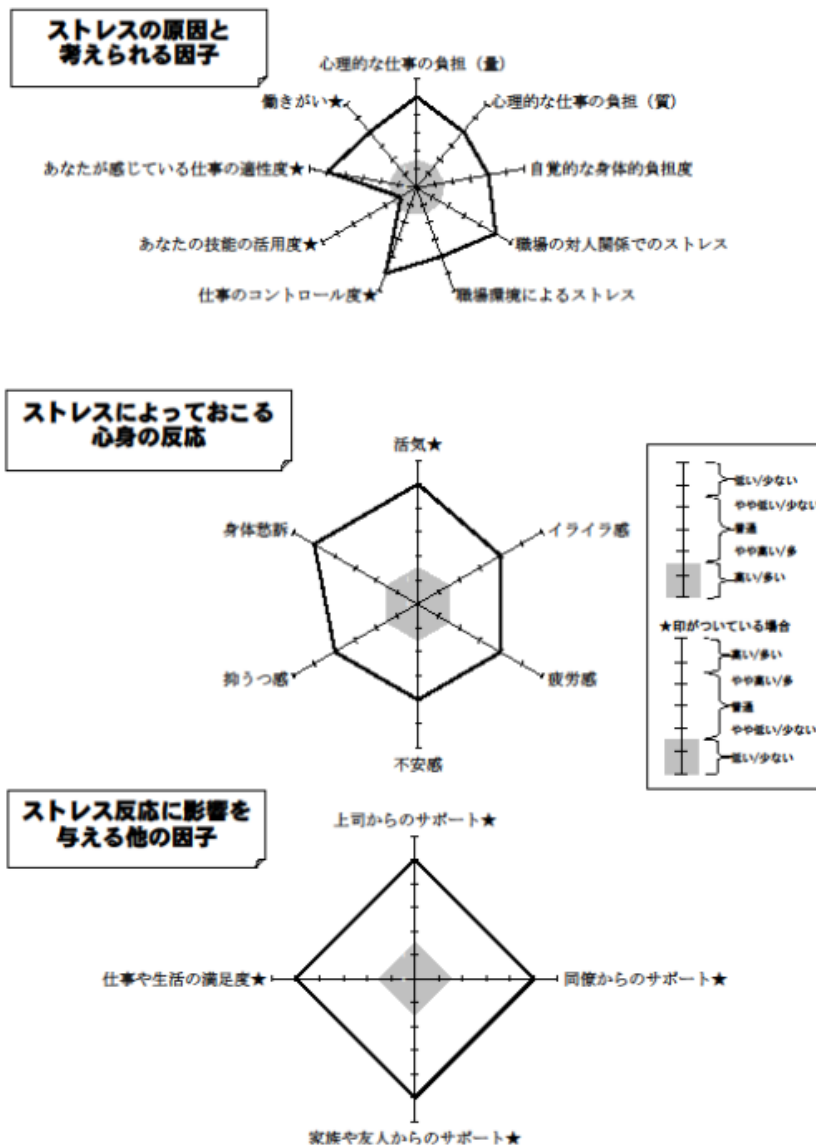 ストレスの原因と
考えられる因子
心理的な仕事の負担（量）
働きがい★
心理的な仕事の負担（質）
あなたが感じている仕事の適性度★
自覚的な身体的負担度
あなたの技能の活用度★
職場の対人関係でのストレス
仕事のコントロール度★
職場環境によるストレス
ストレスによっておこる
心身の反応
活気★
身体愁訴
イライラ感
抑うつ感
疲労感
不安感
低い/少ない
やや低い/少ない
普通
やや高い/多
高い/多い
★印がついている場合
高い/多い
やや高い/多
普通
やや低い/少ない
低い/少ない
ストレス反応に影響を
与える他の因子
上司からのサポート★
仕事や生活の満足度★
同僚からのサポート★
家族や友人からのサポート★